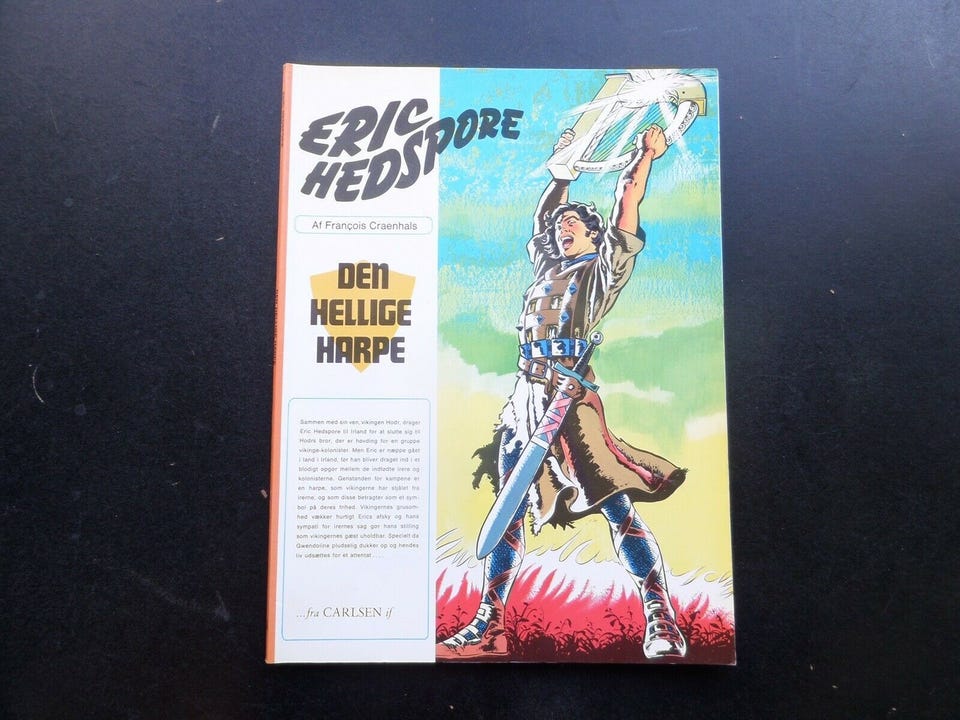 ERIC
HEDSPORE
Af François Craenhals
DEN
HELLIGE
HARPE
Sammen med sin ven, vikingen Hodr, drager
Eric Hedspore til Irland for at slutte sig til
Hodrs bror, der er høvding for en gruppe
vikinge-kolonister. Men Eric er næppe gået
i land i Irland, før han bliver draget ind i et
blodigt opgør mellem de indfødte irere og
kolonisterne. Genstanden for kampene er
en harpe, som vikingerne har stjålet fra
irerne, og som disse betragter som et sym-
bol på deres frihed. Vikingernes grusom-
hed vækker hurtigt Erics afsky og hans
sympati for irernes sag gør hans stilling
som vikingernes gæst uholdbar. Specielt da
Gwendoline pludselig dukker op og hendes
liv udsættes for et attentat . . . .
...fra CARLSEN if